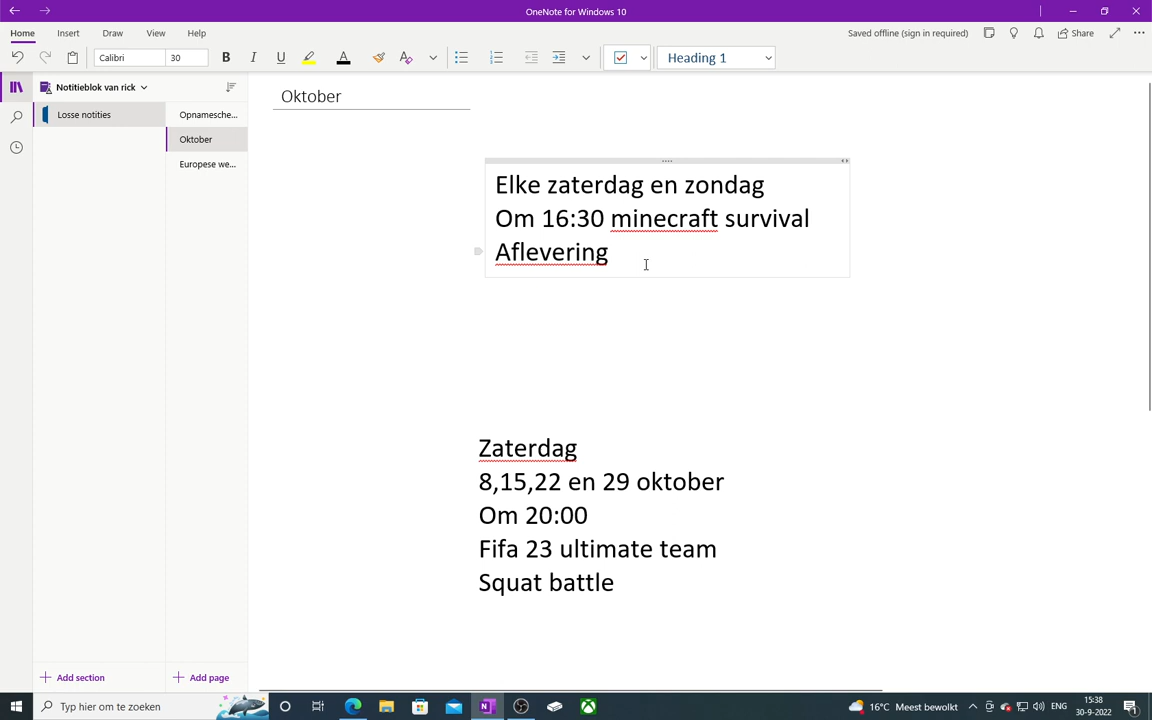 OneNote for Windows 10
Home
Insert
Draw
View
Help
Saved offline (sign in required)
Share
Calibri
30
B
I
U
A
Heading 1
Notitieblok van rick
Losse notities
Opnamesche...
Oktober
Europese we...
Oktober
Elke zaterdag en zondag
Om 16:30 minecraft survival
Aflevering
Zaterdag
8,15,22 en 29 oktober
Om 20:00
Fifa 23 ultimate team
Squat battle
Add section
Add page
Typ hier om te zoeken
16°C Meest bewolkt
ENG
15:38
30-9-2022
1